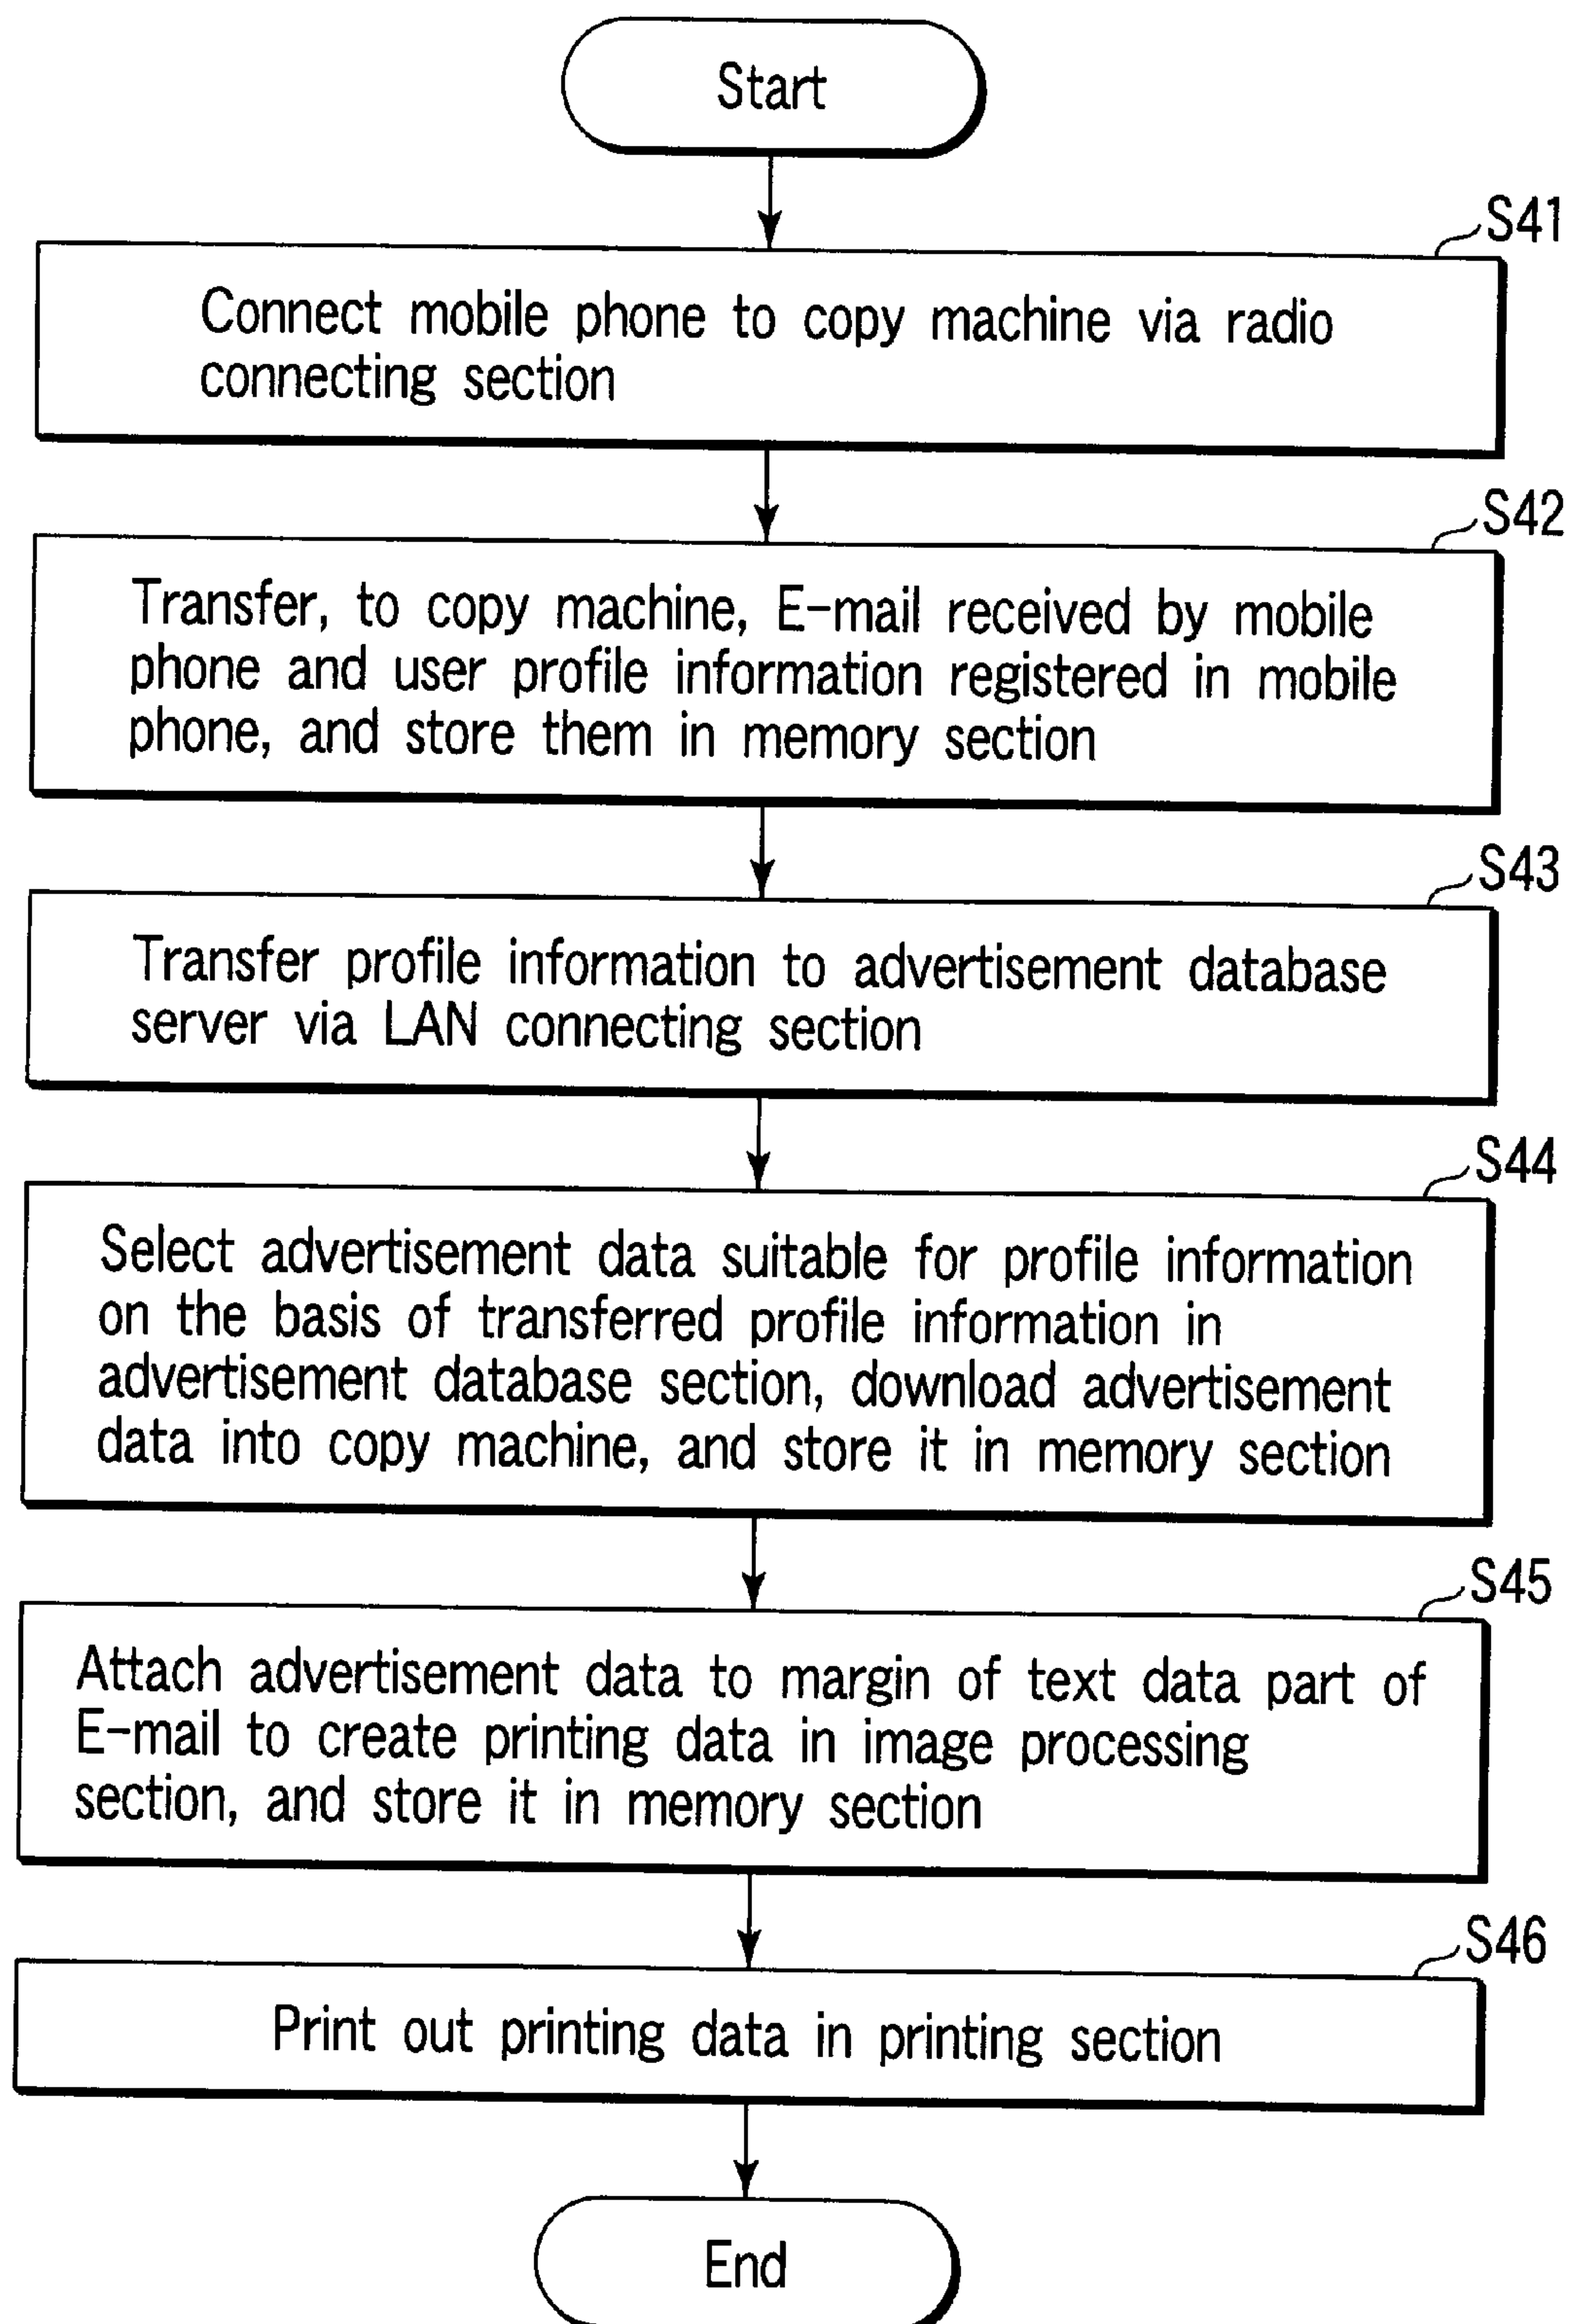 Start
S41
Connect mobile phone to copy machine via radio
connecting section
S42
Transfer, to copy machine, E-mail received by mobile
phone and user profile information registered in mobile
phone, and store them in memory section
S43
Transfer profile information to advertisement database
server via LAN connecting section
S44
Select advertisement data suitable for profile information
on the basis of transferred profile information in
advertisement database section, download advertisement
data into copy machine, and store it in memory section
S45
Attach advertisement data to margin of text data part of
E-mail to create printing data in image processing
section, and store it in memory section
S46
Print out printing data in printing section
End